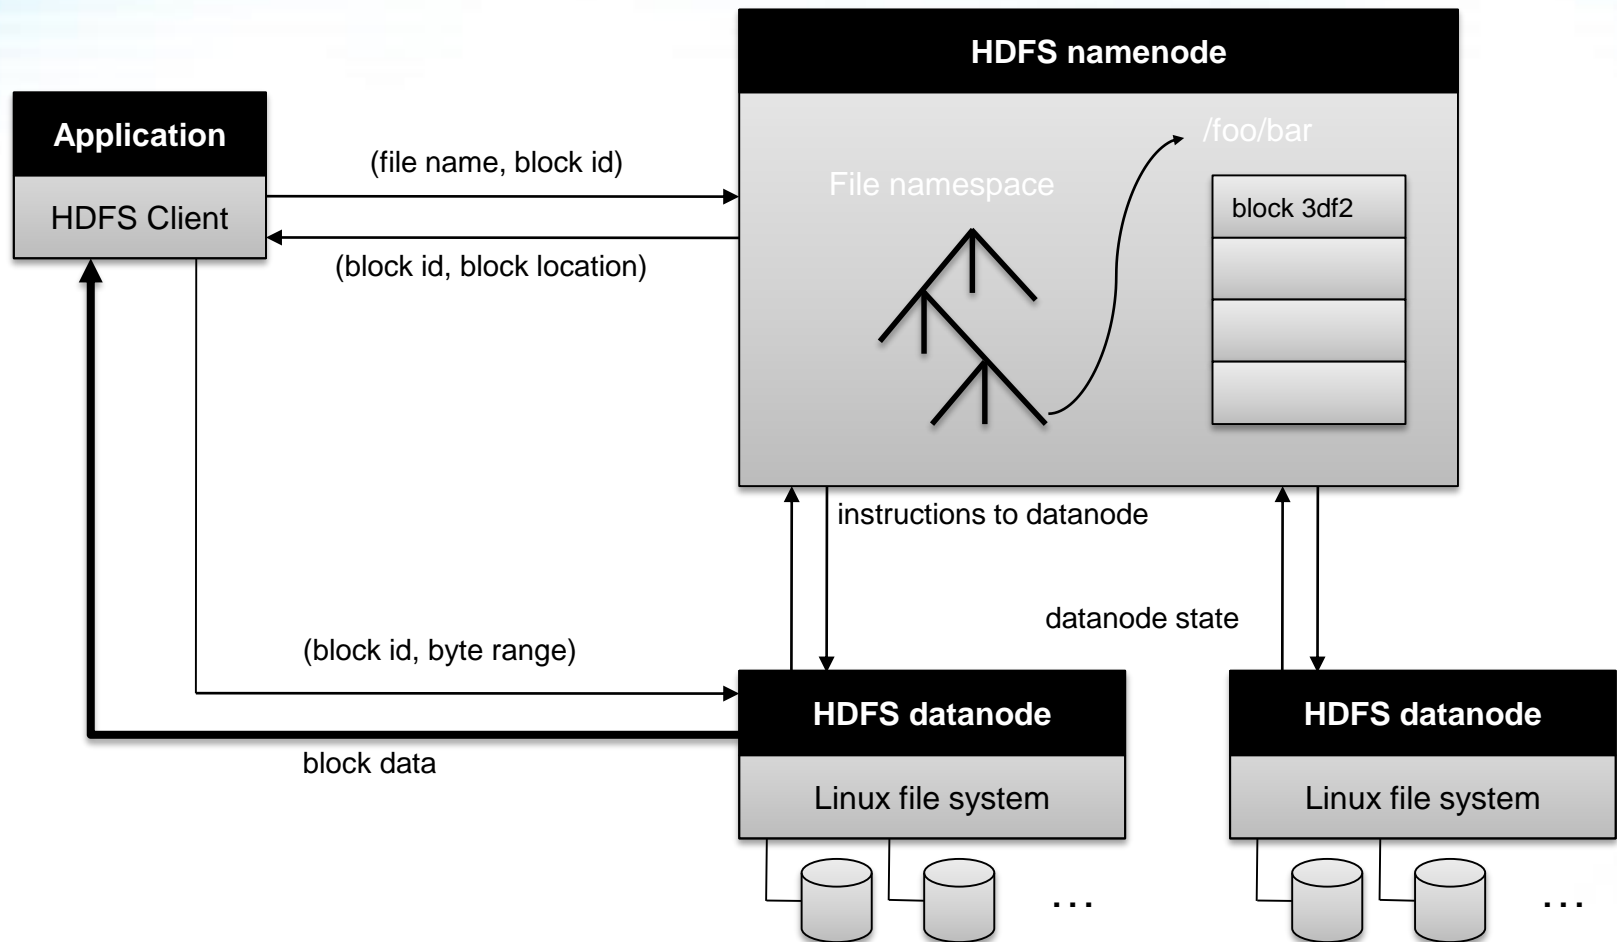 HDFS namenode
Application
HDFS Client
(file name, block id)
(block id, block location)
File namespace
/foo/bar
block 3df2
instructions to datanode
datanode state
(block id, byte range)
block data
HDFS datanode
Linux file system
...
HDFS datanode
Linux file system
...